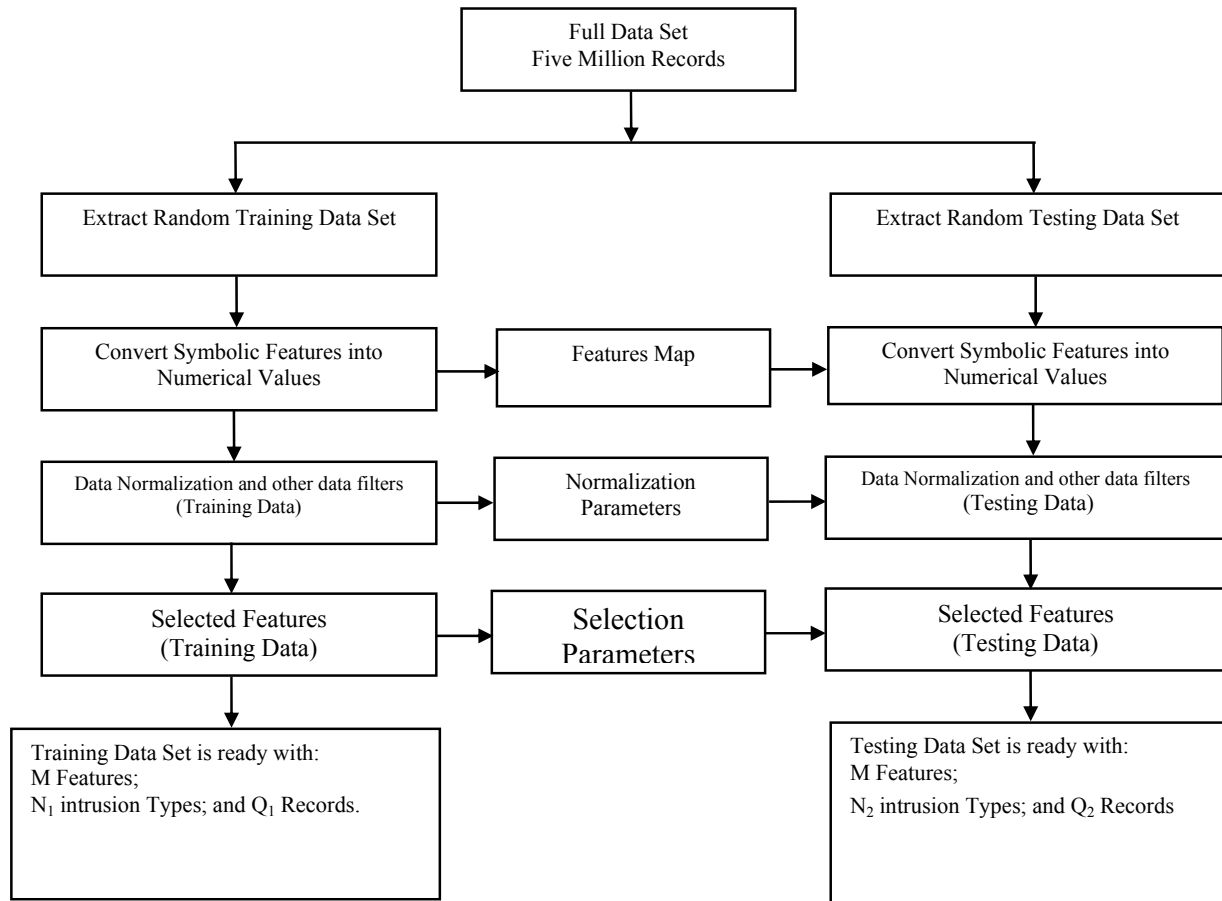 Full Data Set
Five Million Records
Extract Random Training Data Set
Extract Random Testing Data Set
Convert Symbolic Features into
Numerical Values
Features Map
Convert Symbolic Features into
Numerical Values
Data Normalization and other data filters
(Training Data)
Normalization
Parameters
Data Normalization and other data filters
(Testing Data)
Selected Features
(Training Data)
Selection
Parameters
Selected Features
(Testing Data)
Training Data Set is ready with:
M Features;
N₁ intrusion Types; and Q₁ Records.
Testing Data Set is ready with:
M Features;
N₂ intrusion Types; and Q₂ Records